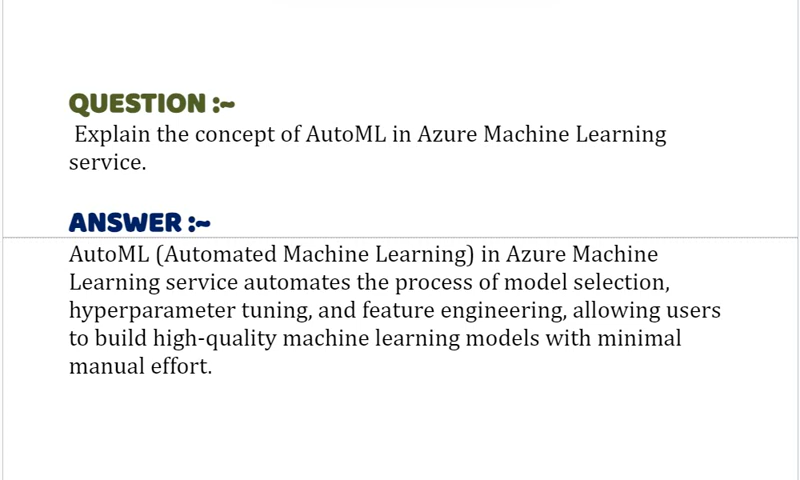 QUESTION :~
Explain the concept of AutoML in Azure Machine Learning
service.
ANSWER :~
AutoML (Automated Machine Learning) in Azure Machine
Learning service automates the process of model selection,
hyperparameter tuning, and feature engineering, allowing users
to build high-quality machine learning models with minimal
manual effort.